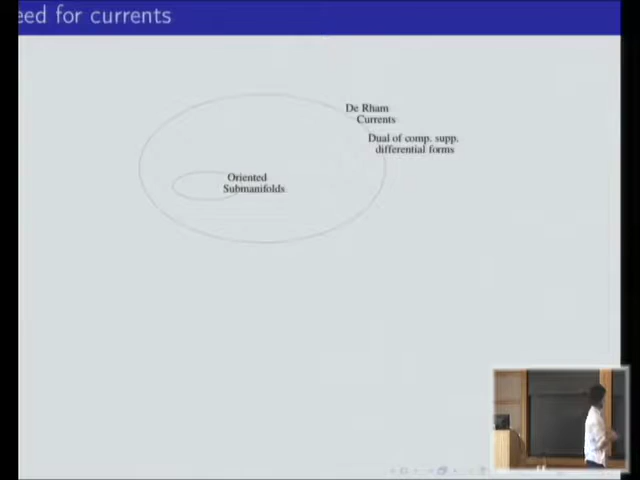 eed for currents
De Rham
Currents
Dual of comp. supp.
differential forms
Oriented
Submanifolds